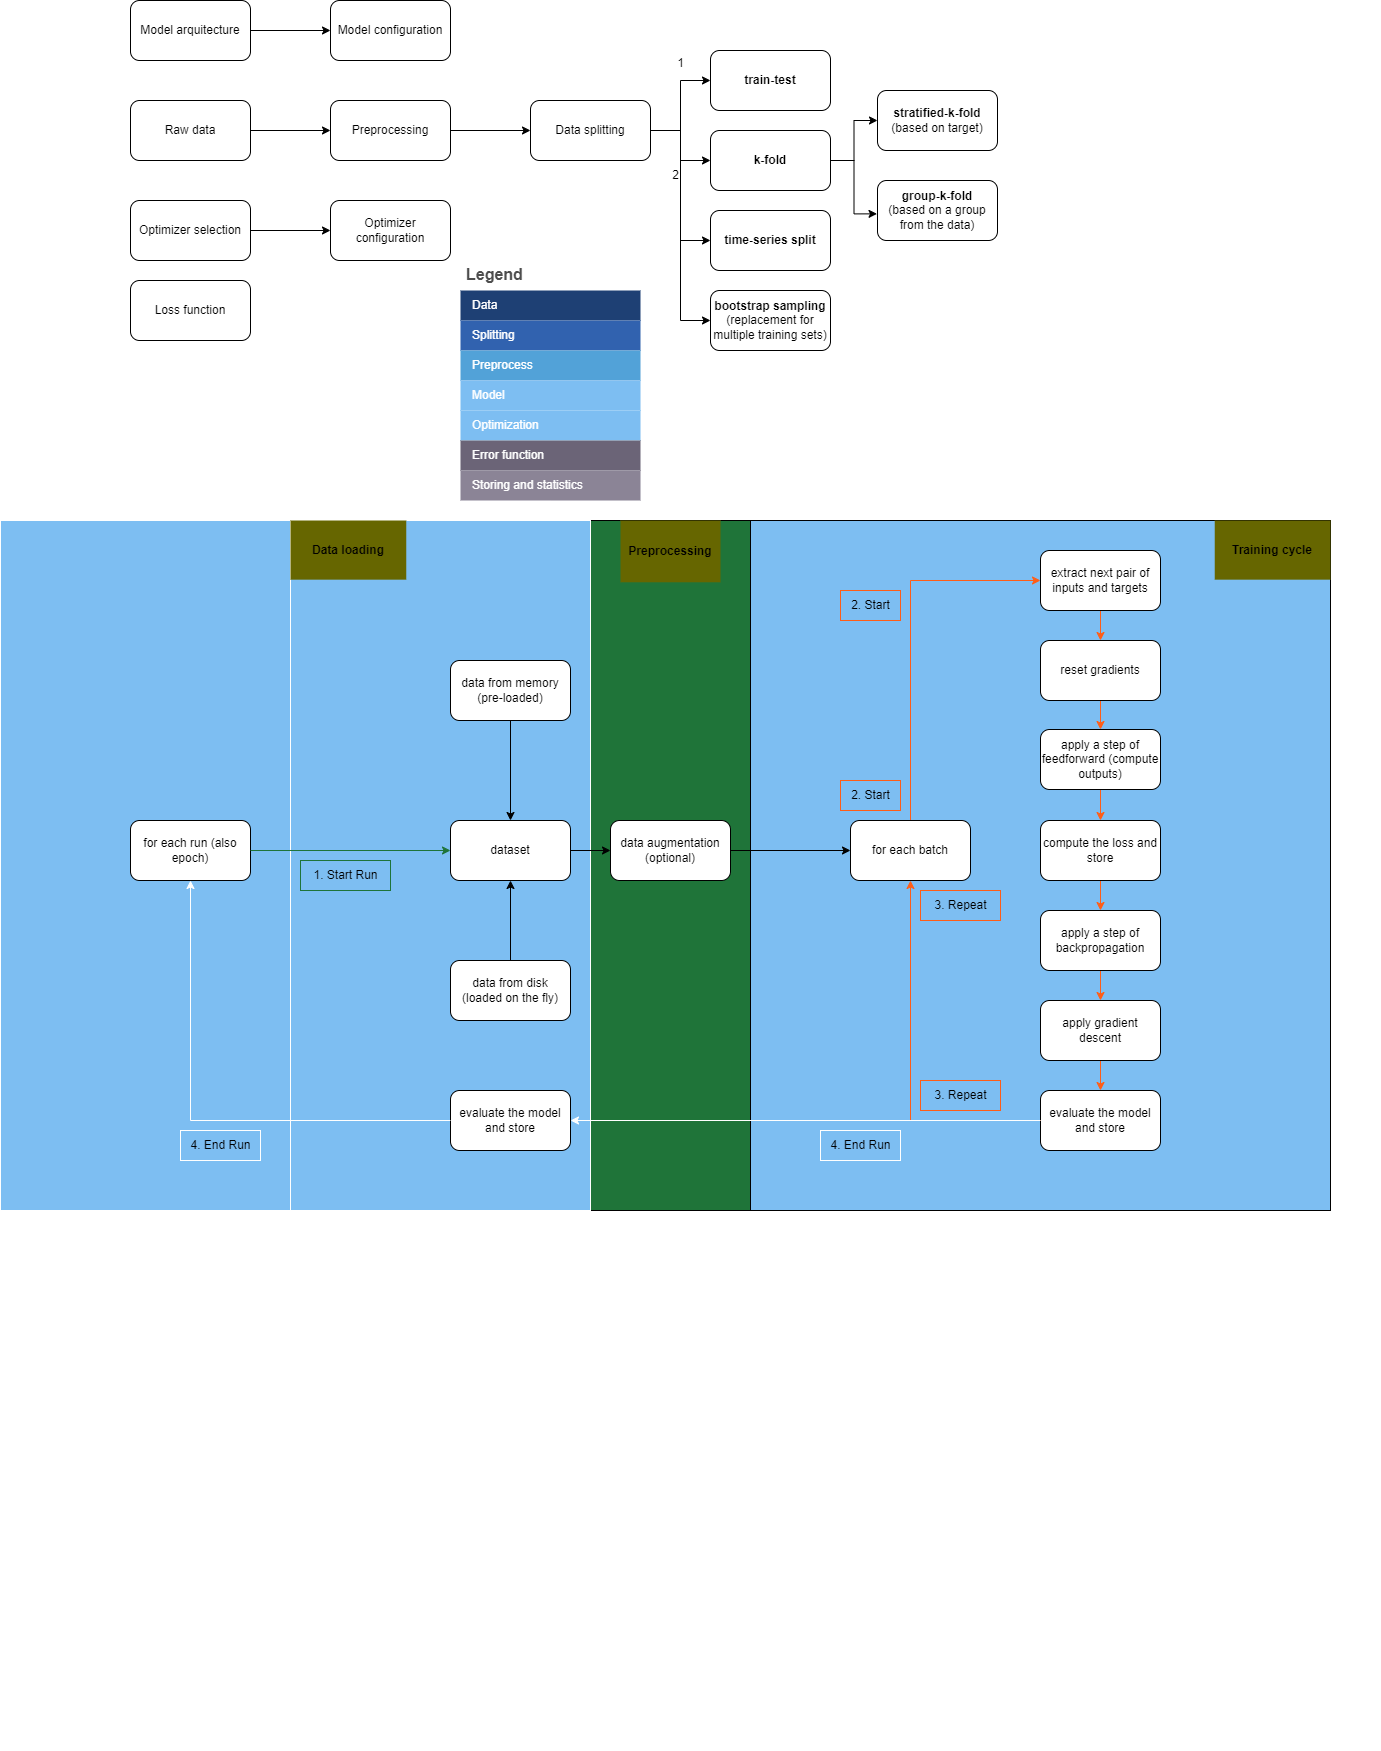 Model arquitecture
Model configuration
1
train-test
Raw data
Preprocessing
Data splitting
stratified-k-fold
(based on target)
k-fold
2
group-k-fold
(based on a group
from the data)
Optimizer selection
Optimizer
configuration
time-series split
Loss function
bootstrap sampling
(replacement for
multiple training sets)
Legend
Data
Splitting
Preprocess
Model
Optimization
Error function
Storing and statistics
Data loading
Preprocessing
Training cycle
extract next pair of
inputs and targets
2. Start
reset gradients
data from memory
(pre-loaded)
apply a step of
feedforward (compute
outputs)
2. Start
for each run (also
epoch)
1. Start Run
dataset
data augmentation
(optional)
for each batch
compute the loss and
store
3. Repeat
apply a step of
backpropagation
data from disk
(loaded on the fly)
apply gradient
descent
3. Repeat
evaluate the model
and store
evaluate the model
and store
4. End Run
4. End Run